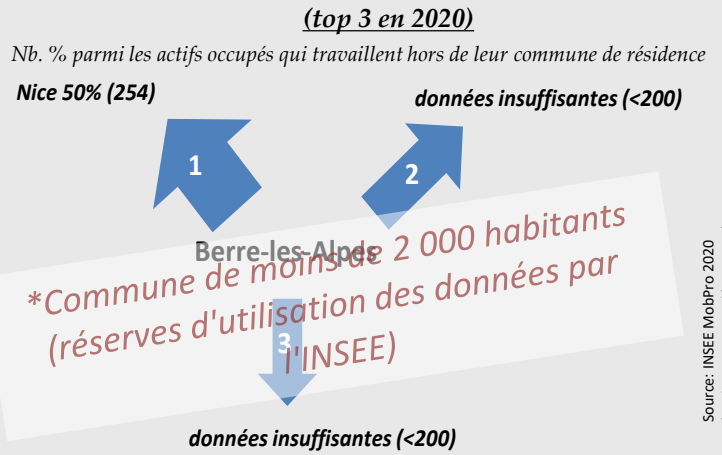 (top 3 en 2020)
Nb. % parmi les actifs occupés qui travaillent hors de leur commune de résidence
Nice 50% (254)
données insuffisantes (<200)
1
2
Berre-les-Alpes
*Commune de moins de 2 000 habitants
(réserves d'utilisation des données par
l'INSEE)
3
données insuffisantes (<200)
Source: INSEE MobPro 2020